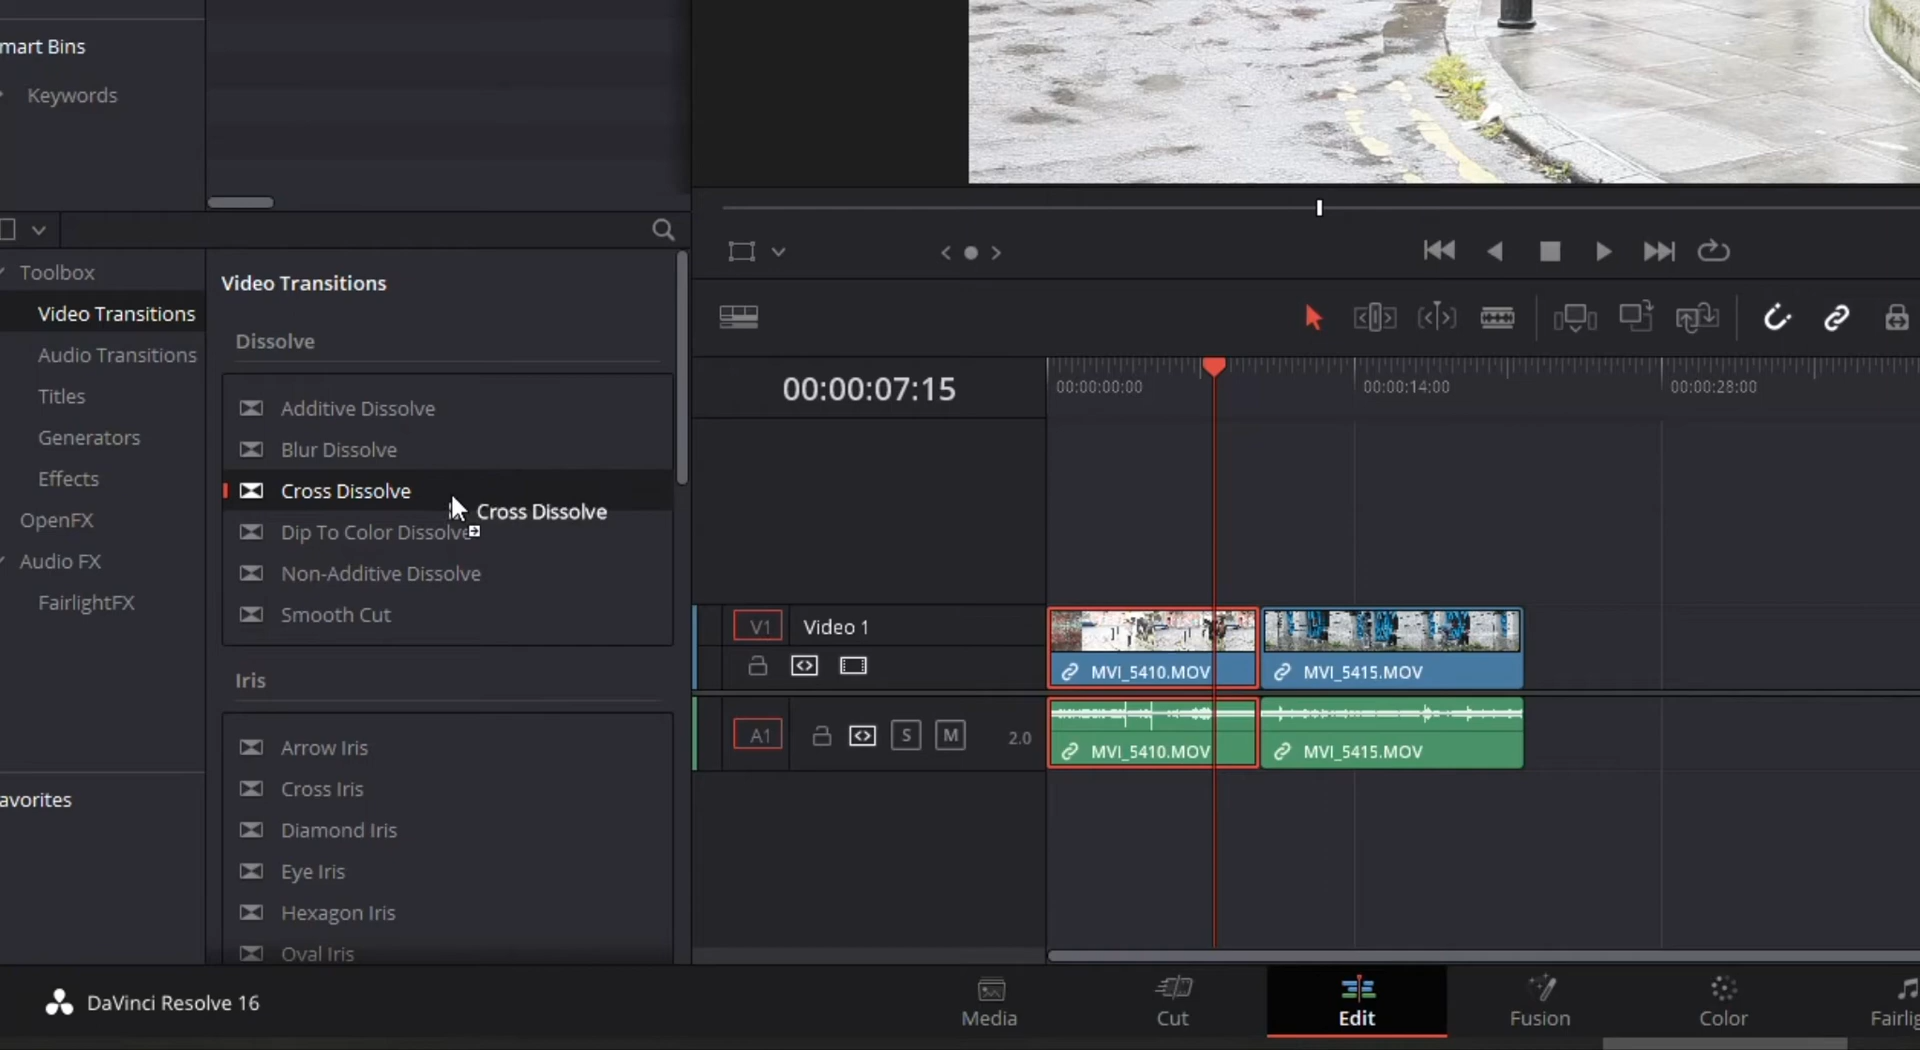 mart Bins
Keywords
Toolbox
Video Transitions
Audio Transitions
Titles
Generators
Effects
OpenFX
Audio FX
FairlightFX
avorites
Video Transitions
Dissolve
Additive Dissolve
Blur Dissolve
Cross Dissolve
Cross Dissolve
Dip To Color Dissolve
Non-Additive Dissolve
Smooth Cut
Iris
Arrow Iris
Cross Iris
Diamond Iris
Eye Iris
Hexagon Iris
Oval Iris
00:00:07:15
00:00:00:00
00:00:14:00
00:00:28:00
V1
Video 1
MVI_5410.MOV
MVI_5415.MOV
A1
S
M
2.0
MVI_5410.MOV
MVI_5415.MOV
DaVinci Resolve 16
Media
Cut
Edit
Fusion
Color
Fairlig